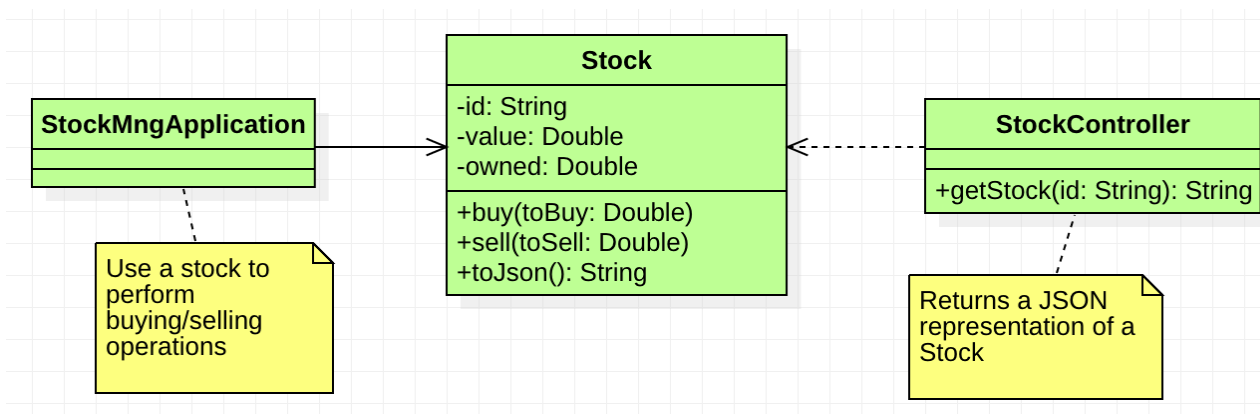 StockMngApplication
Use a stock to
perform
buying/selling
operations
Stock
-id: String
-value: Double
-owned: Double
+buy(toBuy: Double)
+sell(toSell: Double)
+toJson(): String
StockController
+getStock(id: String): String
Returns a JSON
representation of a
Stock